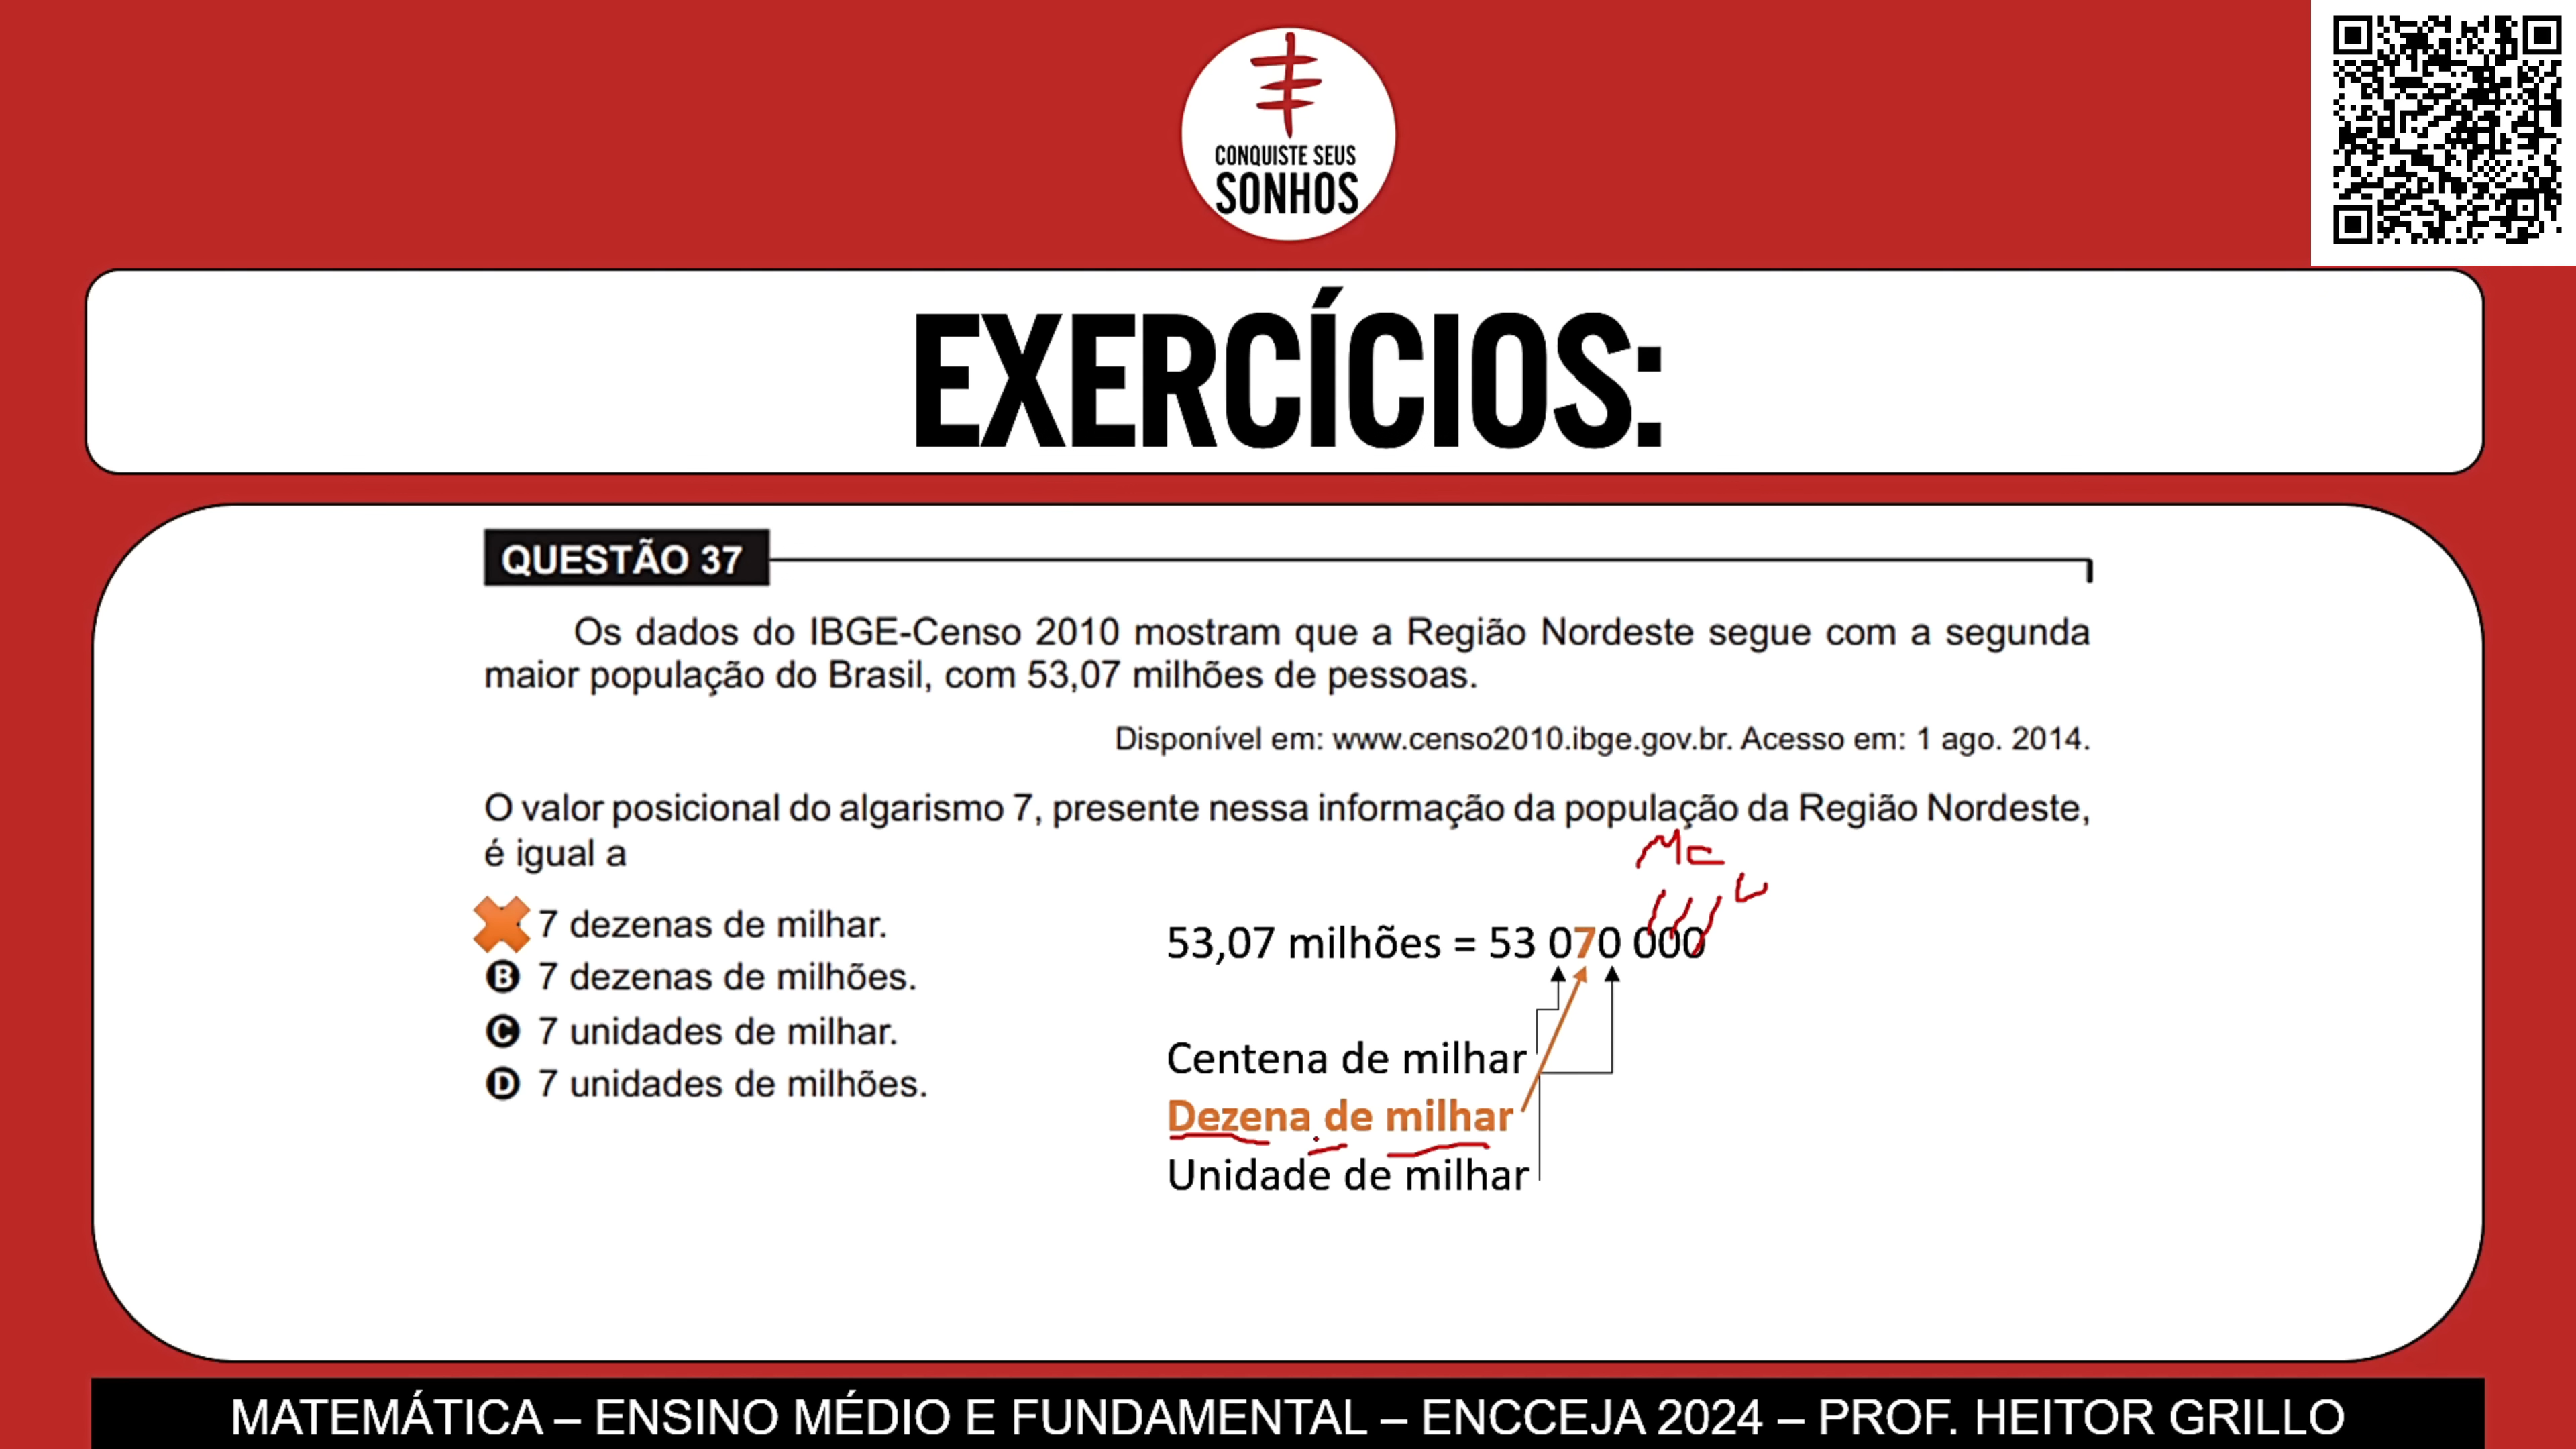 CONQUISTE SEUS
SONHOS
EXERCÍCIOS:
QUESTÃO 37
Os dados do IBGE-Censo 2010 mostram que a Região Nordeste segue com a segunda
maior população do Brasil, com 53,07 milhões de pessoas.
Disponível em: www.censo2010.ibge.gov.br. Acesso em: 1 ago. 2014.
O valor posicional do algarismo 7, presente nessa informação da população da Região Nordeste,
é igual a
7 dezenas de milhar.
B 7 dezenas de milhões.
C 7 unidades de milhar.
D 7 unidades de milhões.
53,07 milhões = 53 070 000
Centena de milhar
Dezena de milhar
Unidade de milhar
MATEMÁTICA – ENSINO MÉDIO E FUNDAMENTAL – ENCCEJA 2024 – PROF. HEITOR GRILLO